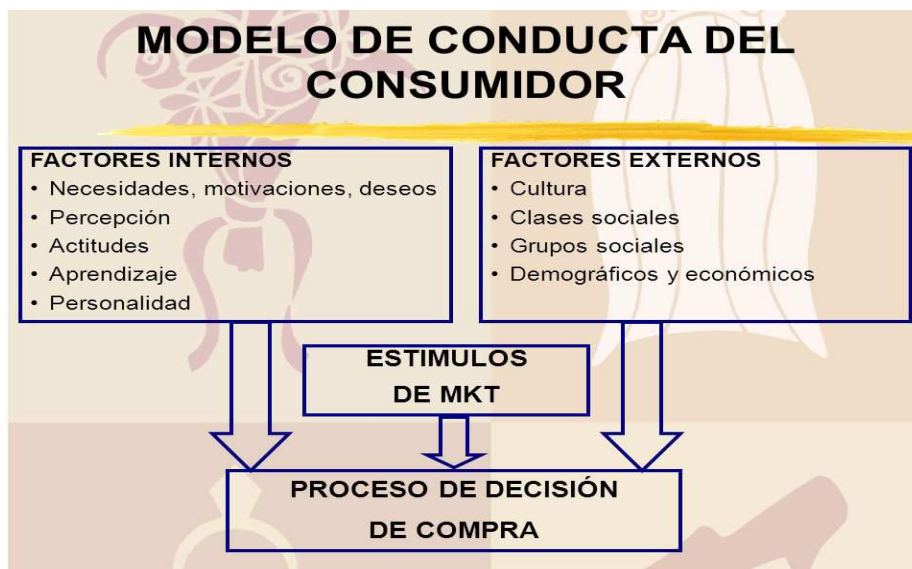 MODELO DE CONDUCTA DEL
CONSUMIDOR
FACTORES INTERNOS
• Necesidades, motivaciones, deseos
• Percepción
• Actitudes
• Aprendizaje
• Personalidad
FACTORES EXTERNOS
• Cultura
• Clases sociales
• Grupos sociales
• Demográficos y económicos
ESTIMULOS
DE MKT
PROCESO DE DECISIÓN
DE COMPRA